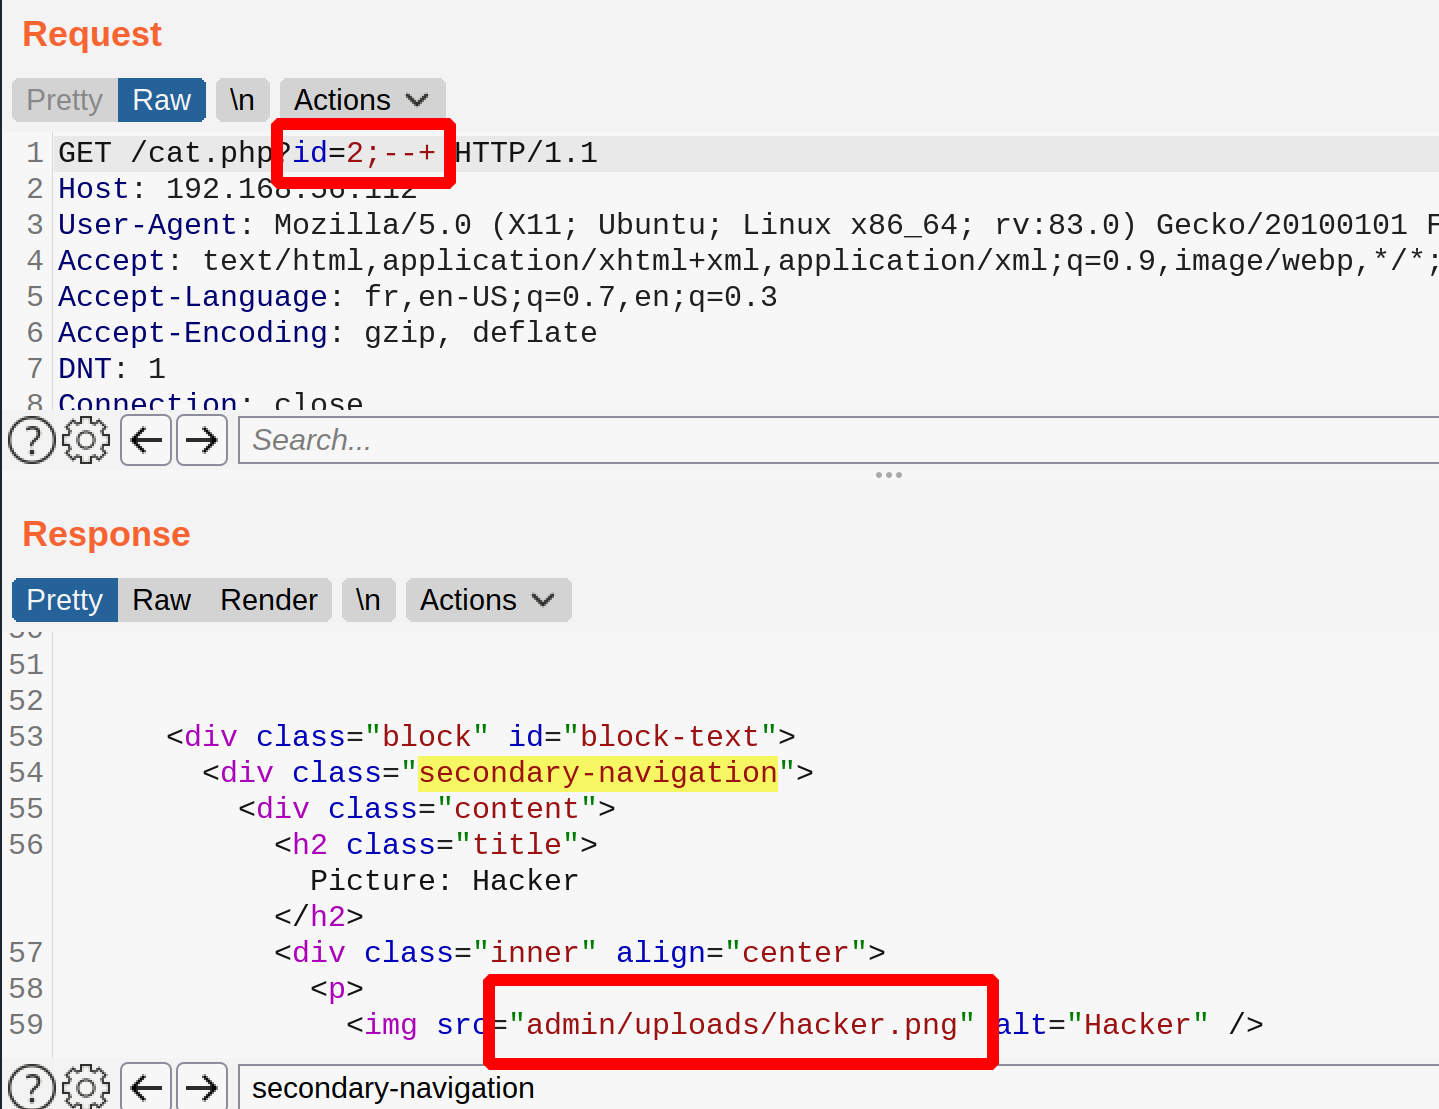 Request
Pretty Raw \n Actions
1 GET /cat.php?id=2;--+ HTTP/1.1
2 Host: 192.168.56.112
3 User-Agent: Mozilla/5.0 (X11; Ubuntu; Linux x86_64; rv:83.0) Gecko/20100101 F
4 Accept: text/html,application/xhtml+xml,application/xml;q=0.9,image/webp,*/*;
5 Accept-Language: fr,en-US;q=0.7,en;q=0.3
6 Accept-Encoding: gzip, deflate
7 DNT: 1
8 Connection: close
? Search...
Response
Pretty Raw Render \n Actions
50
51
52
53 <div class="block" id="block-text">
54 <div class="secondary-navigation">
55 <div class="content">
56 <h2 class="title">
Picture: Hacker
</h2>
57 <div class="inner" align="center">
58 <p>
59 <img src="admin/uploads/hacker.png" alt="Hacker" />
? secondary-navigation